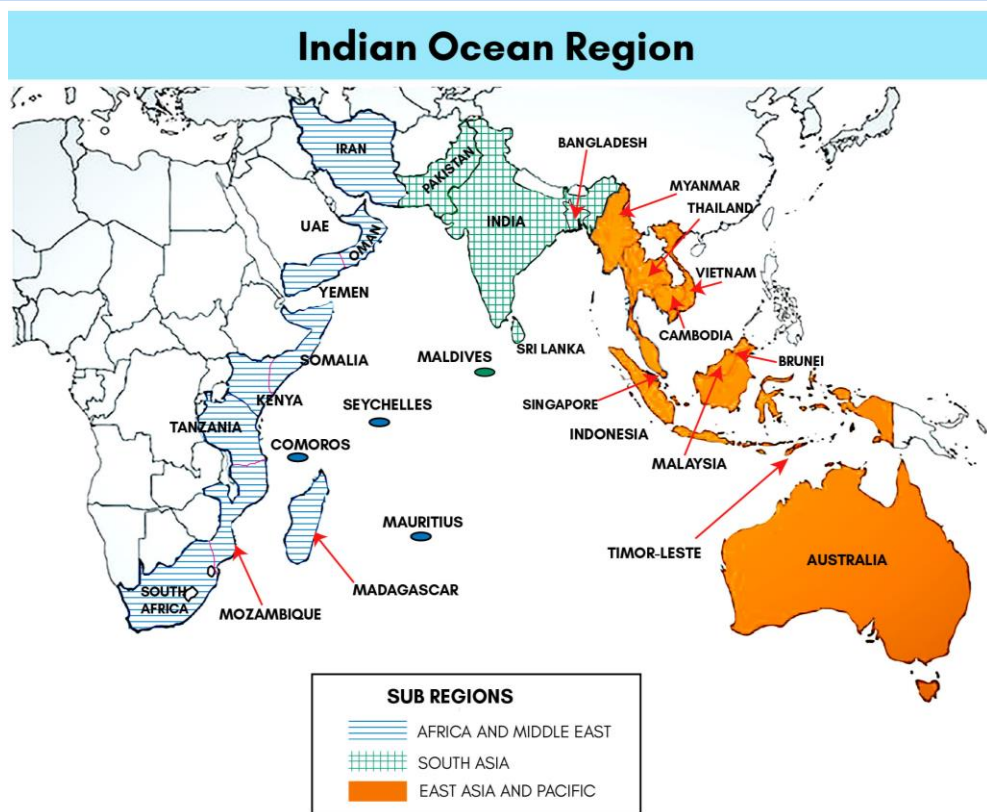 Indian Ocean Region
IRAN
PAKISTAN
BANGLADESH
MYANMAR
THAILAND
UAE
OMAN
INDIA
YEMEN
VIETNAM
CAMBODIA
SRI LANKA
SOMALIA
MALDIVES
BRUNEI
KENYA
SEYCHELLES
SINGAPORE
TANZANIA
COMOROS
INDONESIA
MALAYSIA
MAURITIUS
TIMOR-LESTE
AUSTRALIA
MADAGASCAR
SOUTH
AFRICA
MOZAMBIQUE
SUB REGIONS
AFRICA AND MIDDLE EAST
SOUTH ASIA
EAST ASIA AND PACIFIC